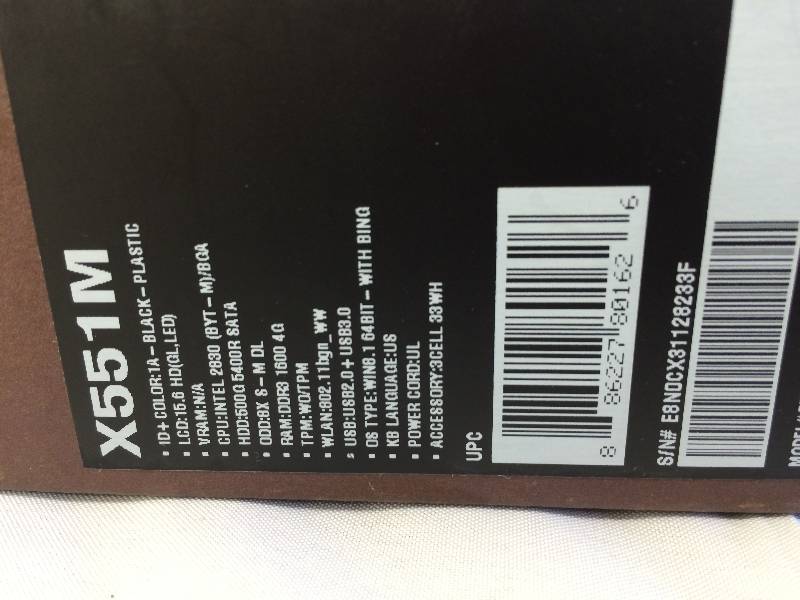 X551M
• ID+ COLOR:1A-BLACK-PLASTIC
• LCD:15.6 HD(GL,LED)
• VRAM:N/A
• CPU:INTEL 2830 (BYT-M)/BGA
• HDD:500G 5400R SATA
• ODD:8X S-M DL
• RAM:DDR3 1600 4G
• TPM:WO/TPM
• WLAN:802.11bgn_WW
• USB:USB2.0 + USB3.0
• OS TYPE:WIN8.1 64BIT-WITH BING
• KB LANGUAGE:US
• POWER CORD:UL
• ACCESSORY:3CELL 33WH
UPC
8 86227 80162 6
S/N# E8N0CX31128233F